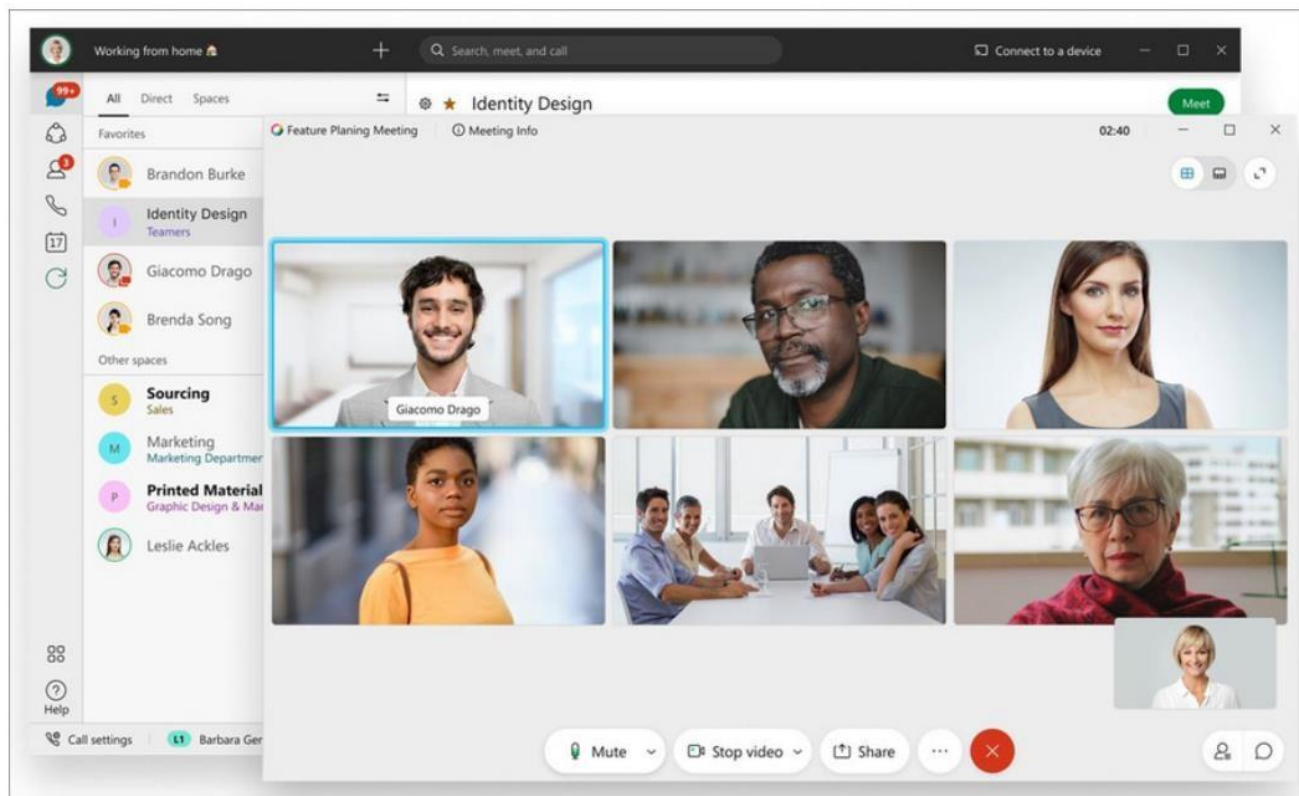 Working from home
Search, meet, and call
Connect to a device
99+
All Direct Spaces
Identity Design
Meet
Favorites
Feature Planing Meeting
Meeting Info
02:40
3
Brandon Burke
I
Identity Design
Teamers
17
Giacomo Drago
Brenda Song
Giacomo Drago
Other spaces
S
Sourcing
Sales
M
Marketing
Marketing Departmen
P
Printed Material
Graphic Design & Ma
Leslie Ackles
Help
Call settings
L1
Barbara Ger
Mute
Stop video
Share